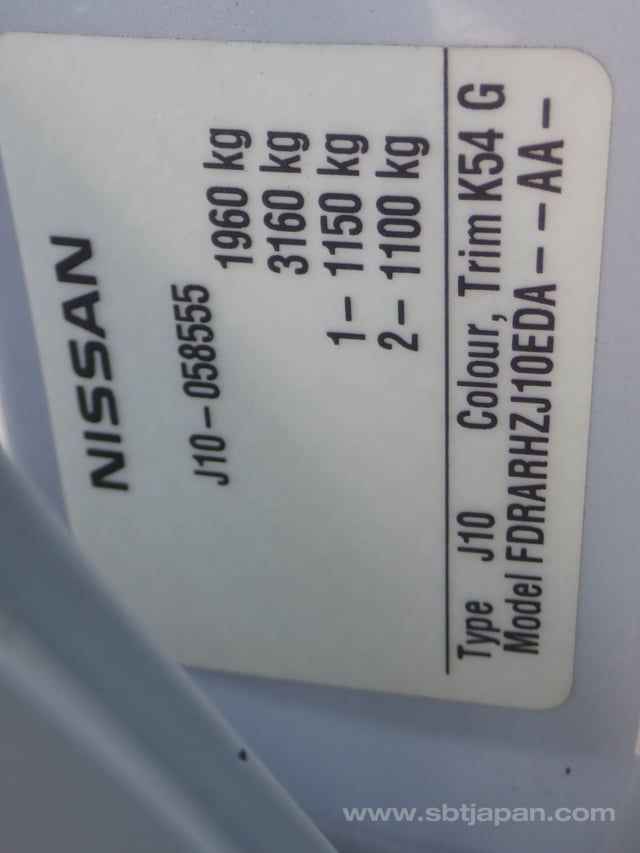 NISSAN
J10-058555
1960 kg
3160 kg
1- 1150 kg
2- 1100 kg
Type J10 Colour, Trim K54 G
Model FDRARHZJ10EDA--AA-
www.sbtjapan.com